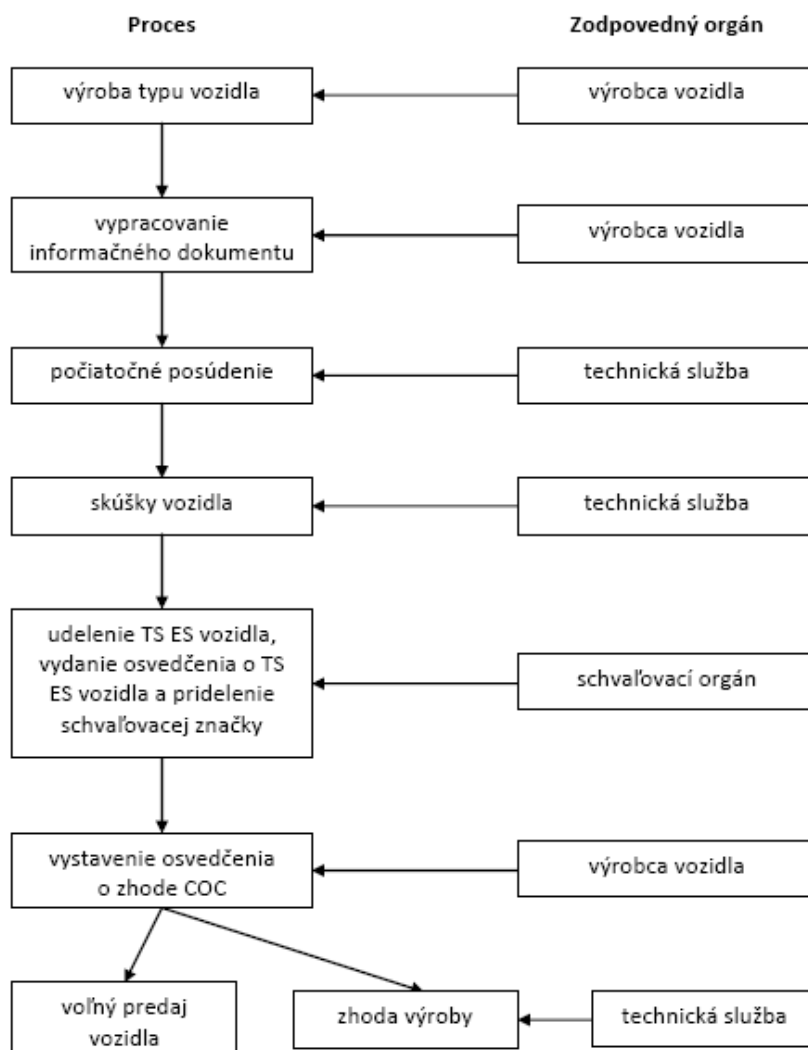 Proces
Zodpovedný orgán
výroba typu vozidla
výrobca vozidla
vypracovanie
informačného dokumentu
výrobca vozidla
počiatočné posúdenie
technická služba
skúšky vozidla
technická služba
udelenie TS ES vozidla,
vydanie osvedčenia o TS
ES vozidla a pridelenie
schvaľovacej značky
schvaľovací orgán
vystavenie osvedčenia
o zhode COC
výrobca vozidla
voľný predaj
vozidla
zhoda výroby
technická služba